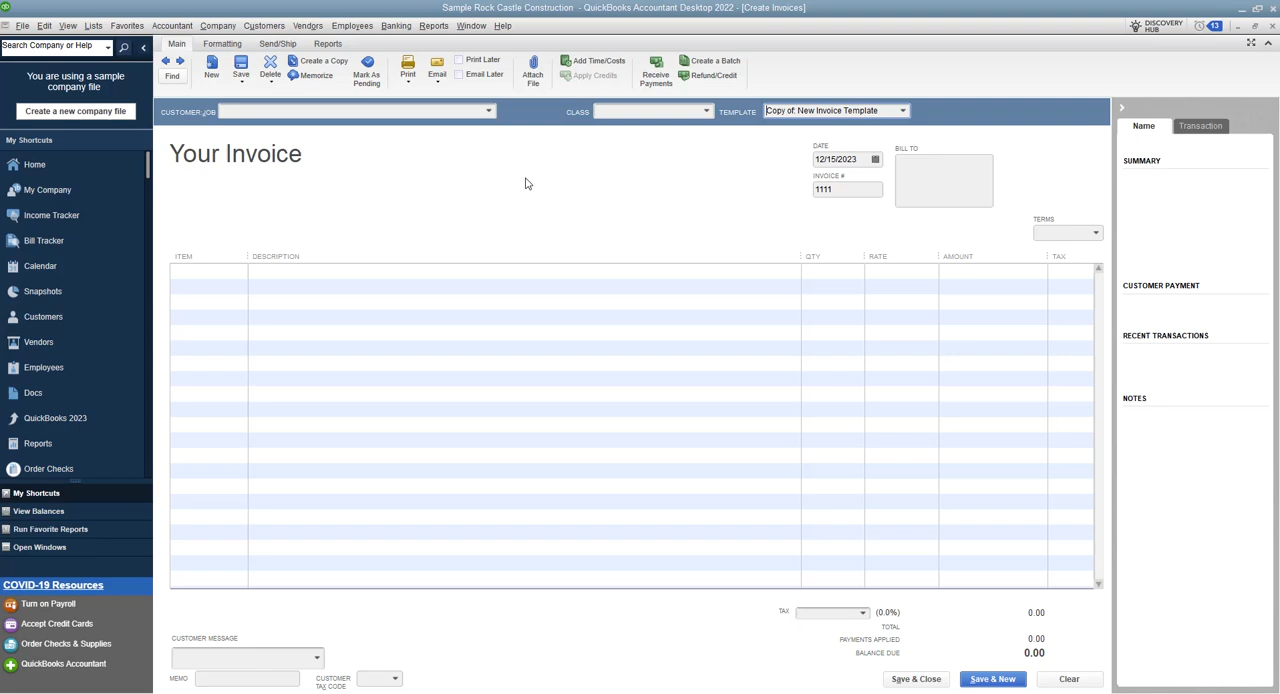 Sample Rock Castle Construction - QuickBooks Accountant Desktop 2022 - [Create Invoices]
File Edit View Lists Favorites Accountant Company Customers Vendors Employees Banking Reports Window Help
DISCOVERY HUB 13
Search Company or Help
Main Formatting Send/Ship Reports
Find
New
Save
Delete
Create a Copy
Memorize
Mark As
Pending
Print
Email
Print Later
Email Later
Attach
File
Add Time/Costs
Apply Credits
Receive
Payments
Create a Batch
Refund/Credit
You are using a sample
company file
Create a new company file
My Shortcuts
Home
My Company
Income Tracker
Bill Tracker
Calendar
Snapshots
Customers
Vendors
Employees
Docs
QuickBooks 2023
Reports
Order Checks
My Shortcuts
View Balances
Run Favorite Reports
Open Windows
COVID-19 Resources
Turn on Payroll
Accept Credit Cards
Order Checks & Supplies
QuickBooks Accountant
CUSTOMER:JOB CLASS TEMPLATE Copy of: New Invoice Template
Your Invoice
DATE
12/15/2023
INVOICE #
1111
BILL TO
TERMS
ITEM DESCRIPTION QTY RATE AMOUNT TAX
TAX (0.0%) 0.00
TOTAL
PAYMENTS APPLIED 0.00
BALANCE DUE 0.00
CUSTOMER MESSAGE
MEMO
CUSTOMER
TAX CODE
Save & Close Save & New Clear
Name Transaction
SUMMARY
CUSTOMER PAYMENT
RECENT TRANSACTIONS
NOTES